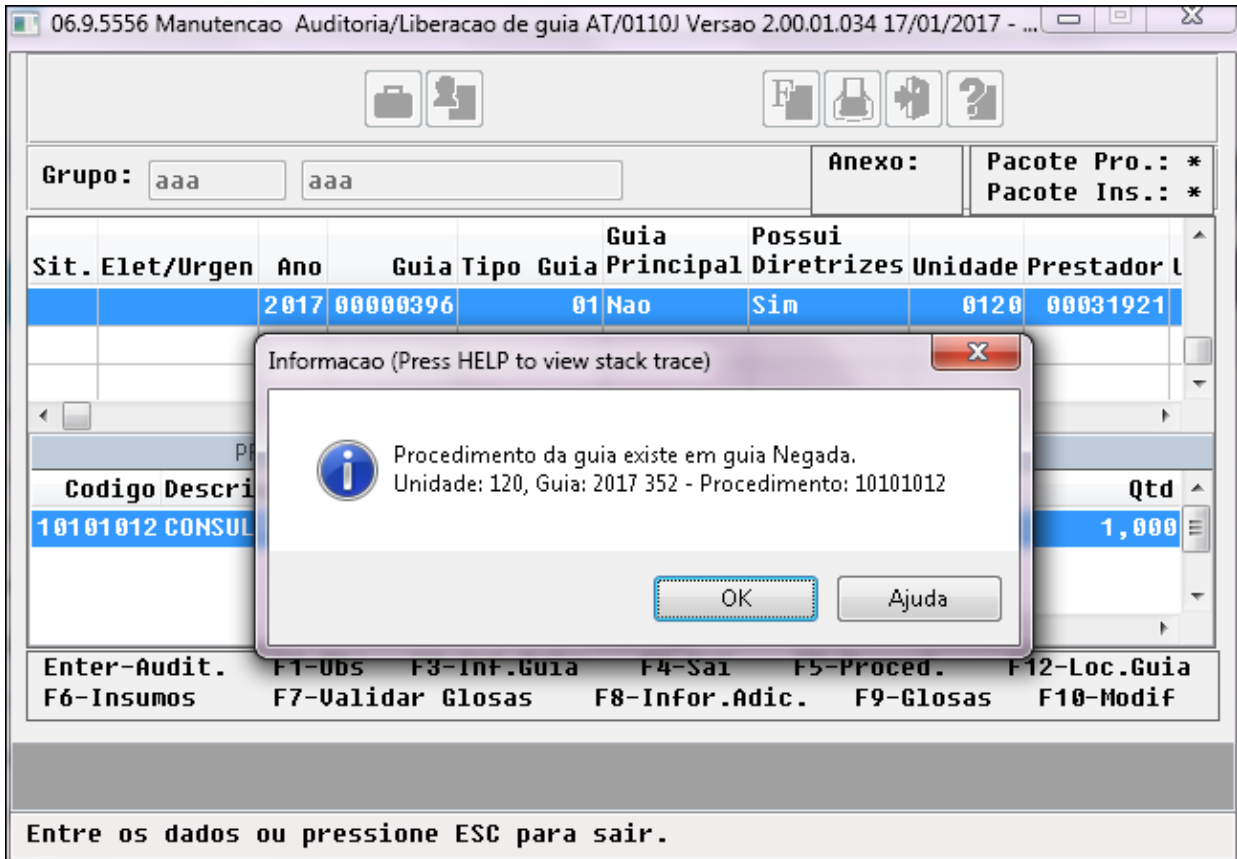 06.9.5556 Manutencao Auditoria/Liberacao de guia AT/0110J Versao 2.00.01.034 17/01/2017 - ...
F
Grupo: aaa aaa
Anexo:
Pacote Pro.: *
Pacote Ins.: *
Guia Possui
Sit. Elet/Urgen Ano Guia Tipo Guia Principal Diretrizes Unidade Prestador
2017 00000396 01 Nao Sim 0120 00031921
Informacao (Press HELP to view stack trace)
Procedimento da guia existe em guia Negada.
Unidade: 120, Guia: 2017 352 - Procedimento: 10101012
OK Ajuda
Codigo Descri Qtd
10101012 CONSUL 1,000
Enter-Audit. F1-Obs F3-Inf.Guia F4-Sai F5-Proced. F12-Loc.Guia
F6-Insumos F7-Validar Glosas F8-Infor.Adic. F9-Glosas F10-Modif
Entre os dados ou pressione ESC para sair.